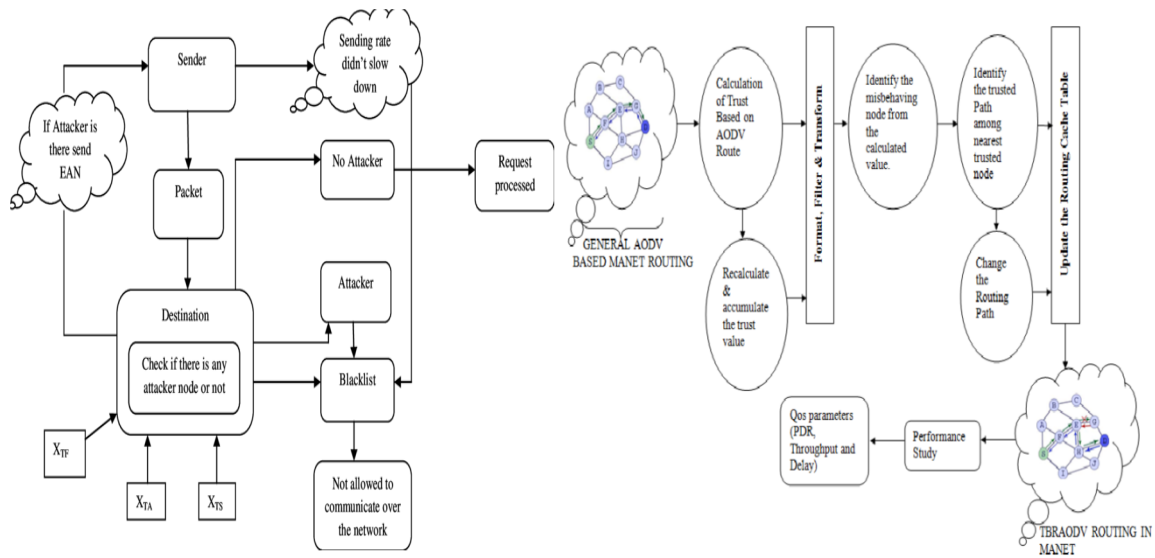 Sender
Sending rate
didn't slow
down
If Attacker is
there send
EAN
No Attacker
Request
processed
Packet
Attacker
Destination
Check if there is any
attacker node or not
Blacklist
X_TF
X_TA
X_TS
Not allowed to
communicate over
the network
GENERAL AODV
BASED MANET ROUTING
Calculation
of Trust
Based on
AODV
Route
Recalculate
&
accumulate
the trust
value
Format, Filter & Transform
Identify the
misbehaving
node from
the
calculated
value.
Identify
the trusted
Path
among
nearest
trusted
node
Change
the
Routing
Path
Update the Routing Cache Table
Qos parameters
(PDR,
Throughput and
Delay)
Performance
Study
TBRAODV ROUTING IN
MANET